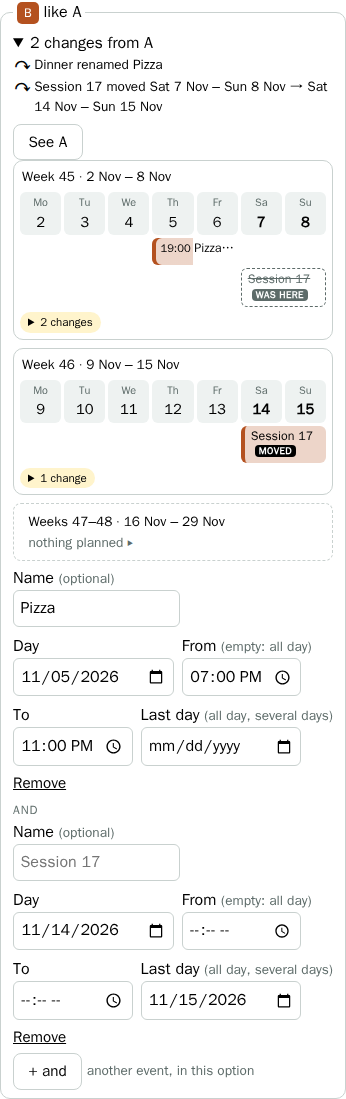 B like A
▼ 2 changes from A
↷ Dinner renamed Pizza
↷ Session 17 moved Sat 7 Nov – Sun 8 Nov → Sat
14 Nov – Sun 15 Nov
See A
Week 45 · 2 Nov – 8 Nov
Mo Tu We Th Fr Sa Su
2 3 4 5 6 7 8
19:00 Pizza···
Session 17
WAS HERE
▶ 2 changes
Week 46 · 9 Nov – 15 Nov
Mo Tu We Th Fr Sa Su
9 10 11 12 13 14 15
Session 17
MOVED
▶ 1 change
Weeks 47–48 · 16 Nov – 29 Nov
nothing planned ▸
Name (optional)
Pizza
Day From (empty: all day)
11/05/2026 07:00 PM
To Last day (all day, several days)
11:00 PM mm/dd/yyyy
Remove
AND
Name (optional)
Session 17
Day From (empty: all day)
11/14/2026 --:-- --
To Last day (all day, several days)
--:-- -- 11/15/2026
Remove
+ and another event, in this option